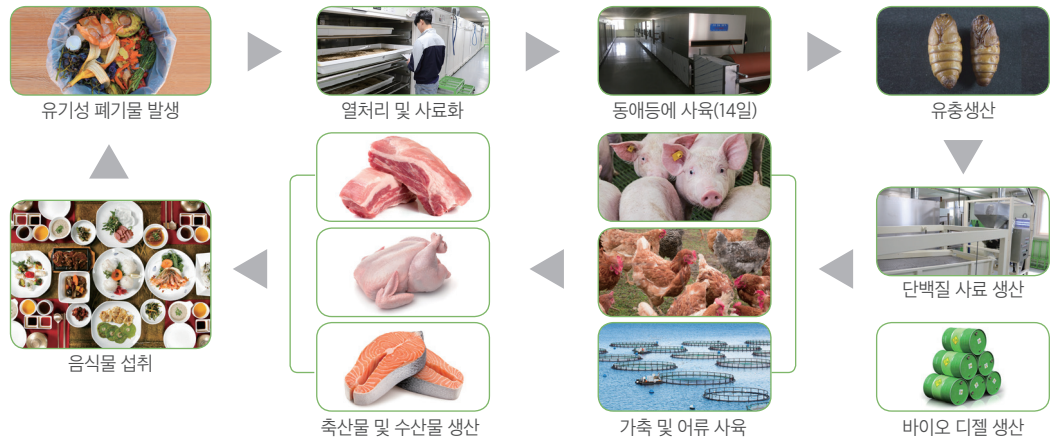 유기성 폐기물 발생
열처리 및 사료화
동애등에 사육(14일)
유충생산
단백질 사료 생산
바이오 디젤 생산
가축 및 어류 사육
축산물 및 수산물 생산
음식물 섭취